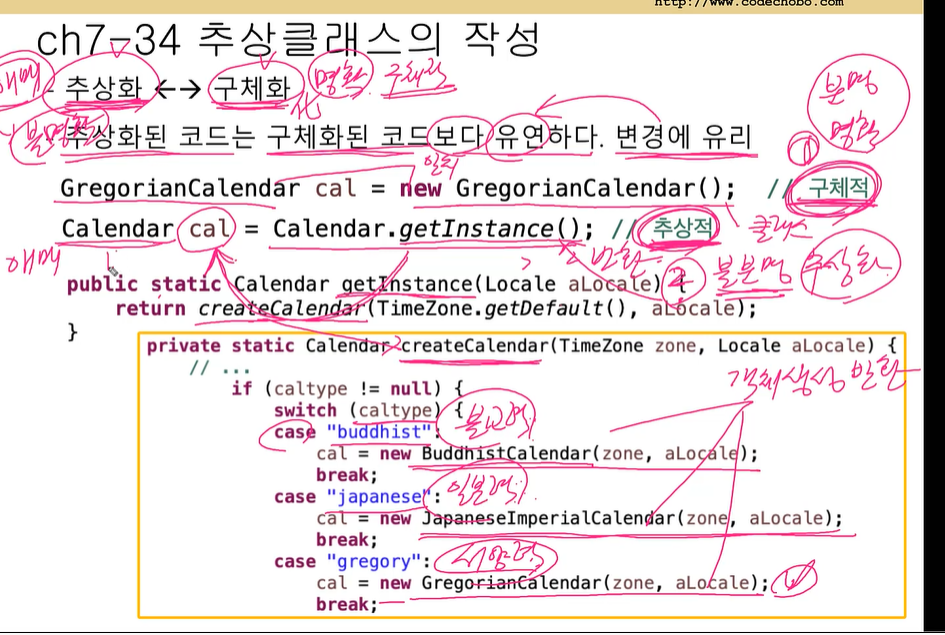 http://www.codechobo.com
ch7-34 추상클래스의 작성
애매 - 추상화 ↔ 구체화 명확 구체적
불명확 추상화된 코드는 구체화된 코드보다 유연하다. 변경에 유리
분명
명확
GregorianCalendar cal = new GregorianCalendar(); // 구체적 ①
Calendar cal = Calendar.getInstance(); // 추상적 클래스
애매 반환 ② 불분명 추상화
public static Calendar getInstance(Locale aLocale) {
return createCalendar(TimeZone.getDefault(), aLocale);
}
private static Calendar createCalendar(TimeZone zone, Locale aLocale) {
// ...
객체생성 반환
if (caltype != null) {
switch (caltype) {
case "buddhist": 불교력
cal = new BuddhistCalendar(zone, aLocale);
break;
case "japanese": 일본력
cal = new JapaneseImperialCalendar(zone, aLocale);
break;
case "gregory": 서양력
cal = new GregorianCalendar(zone, aLocale);
break;